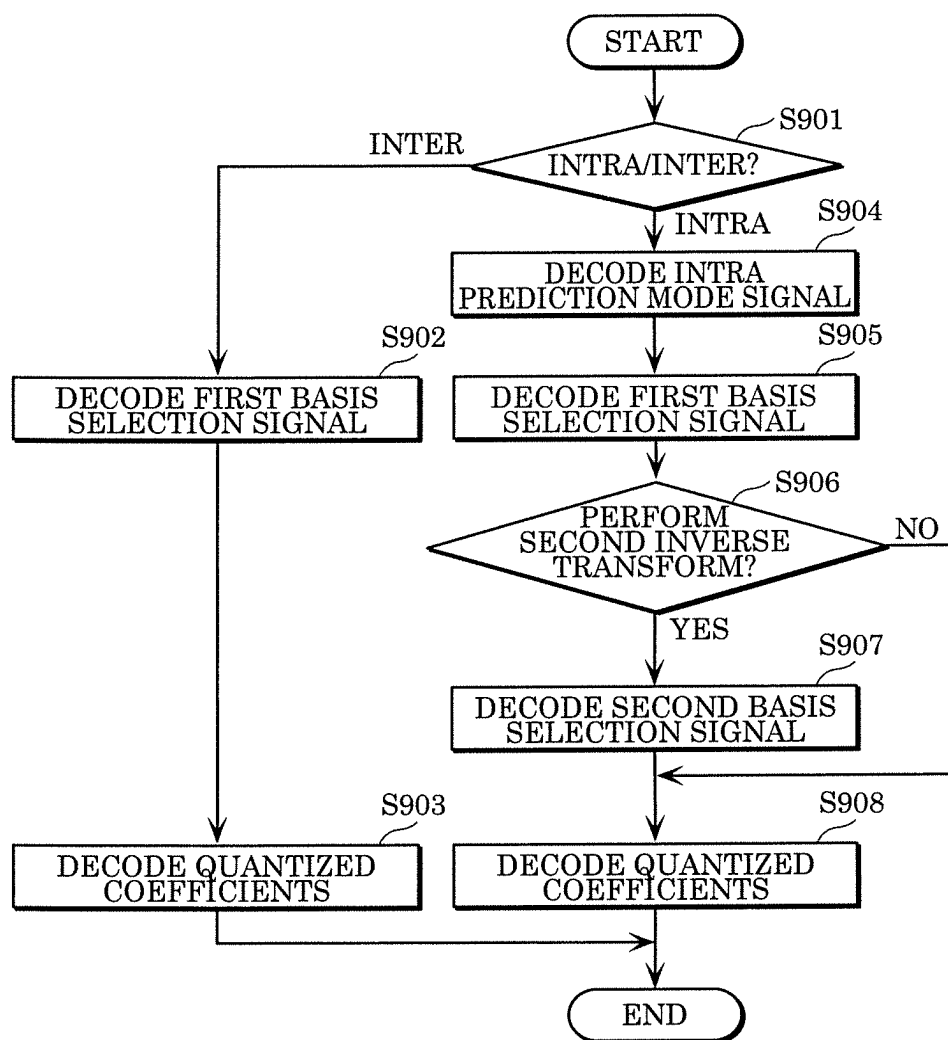 START
S901
INTER
INTRA/INTER?
INTRA
S904
DECODE INTRA
PREDICTION MODE SIGNAL
S902
DECODE FIRST BASIS
SELECTION SIGNAL
S905
DECODE FIRST BASIS
SELECTION SIGNAL
S906
PERFORM
SECOND INVERSE
TRANSFORM?
NO
YES
S907
DECODE SECOND BASIS
SELECTION SIGNAL
S903
DECODE QUANTIZED
COEFFICIENTS
S908
DECODE QUANTIZED
COEFFICIENTS
END